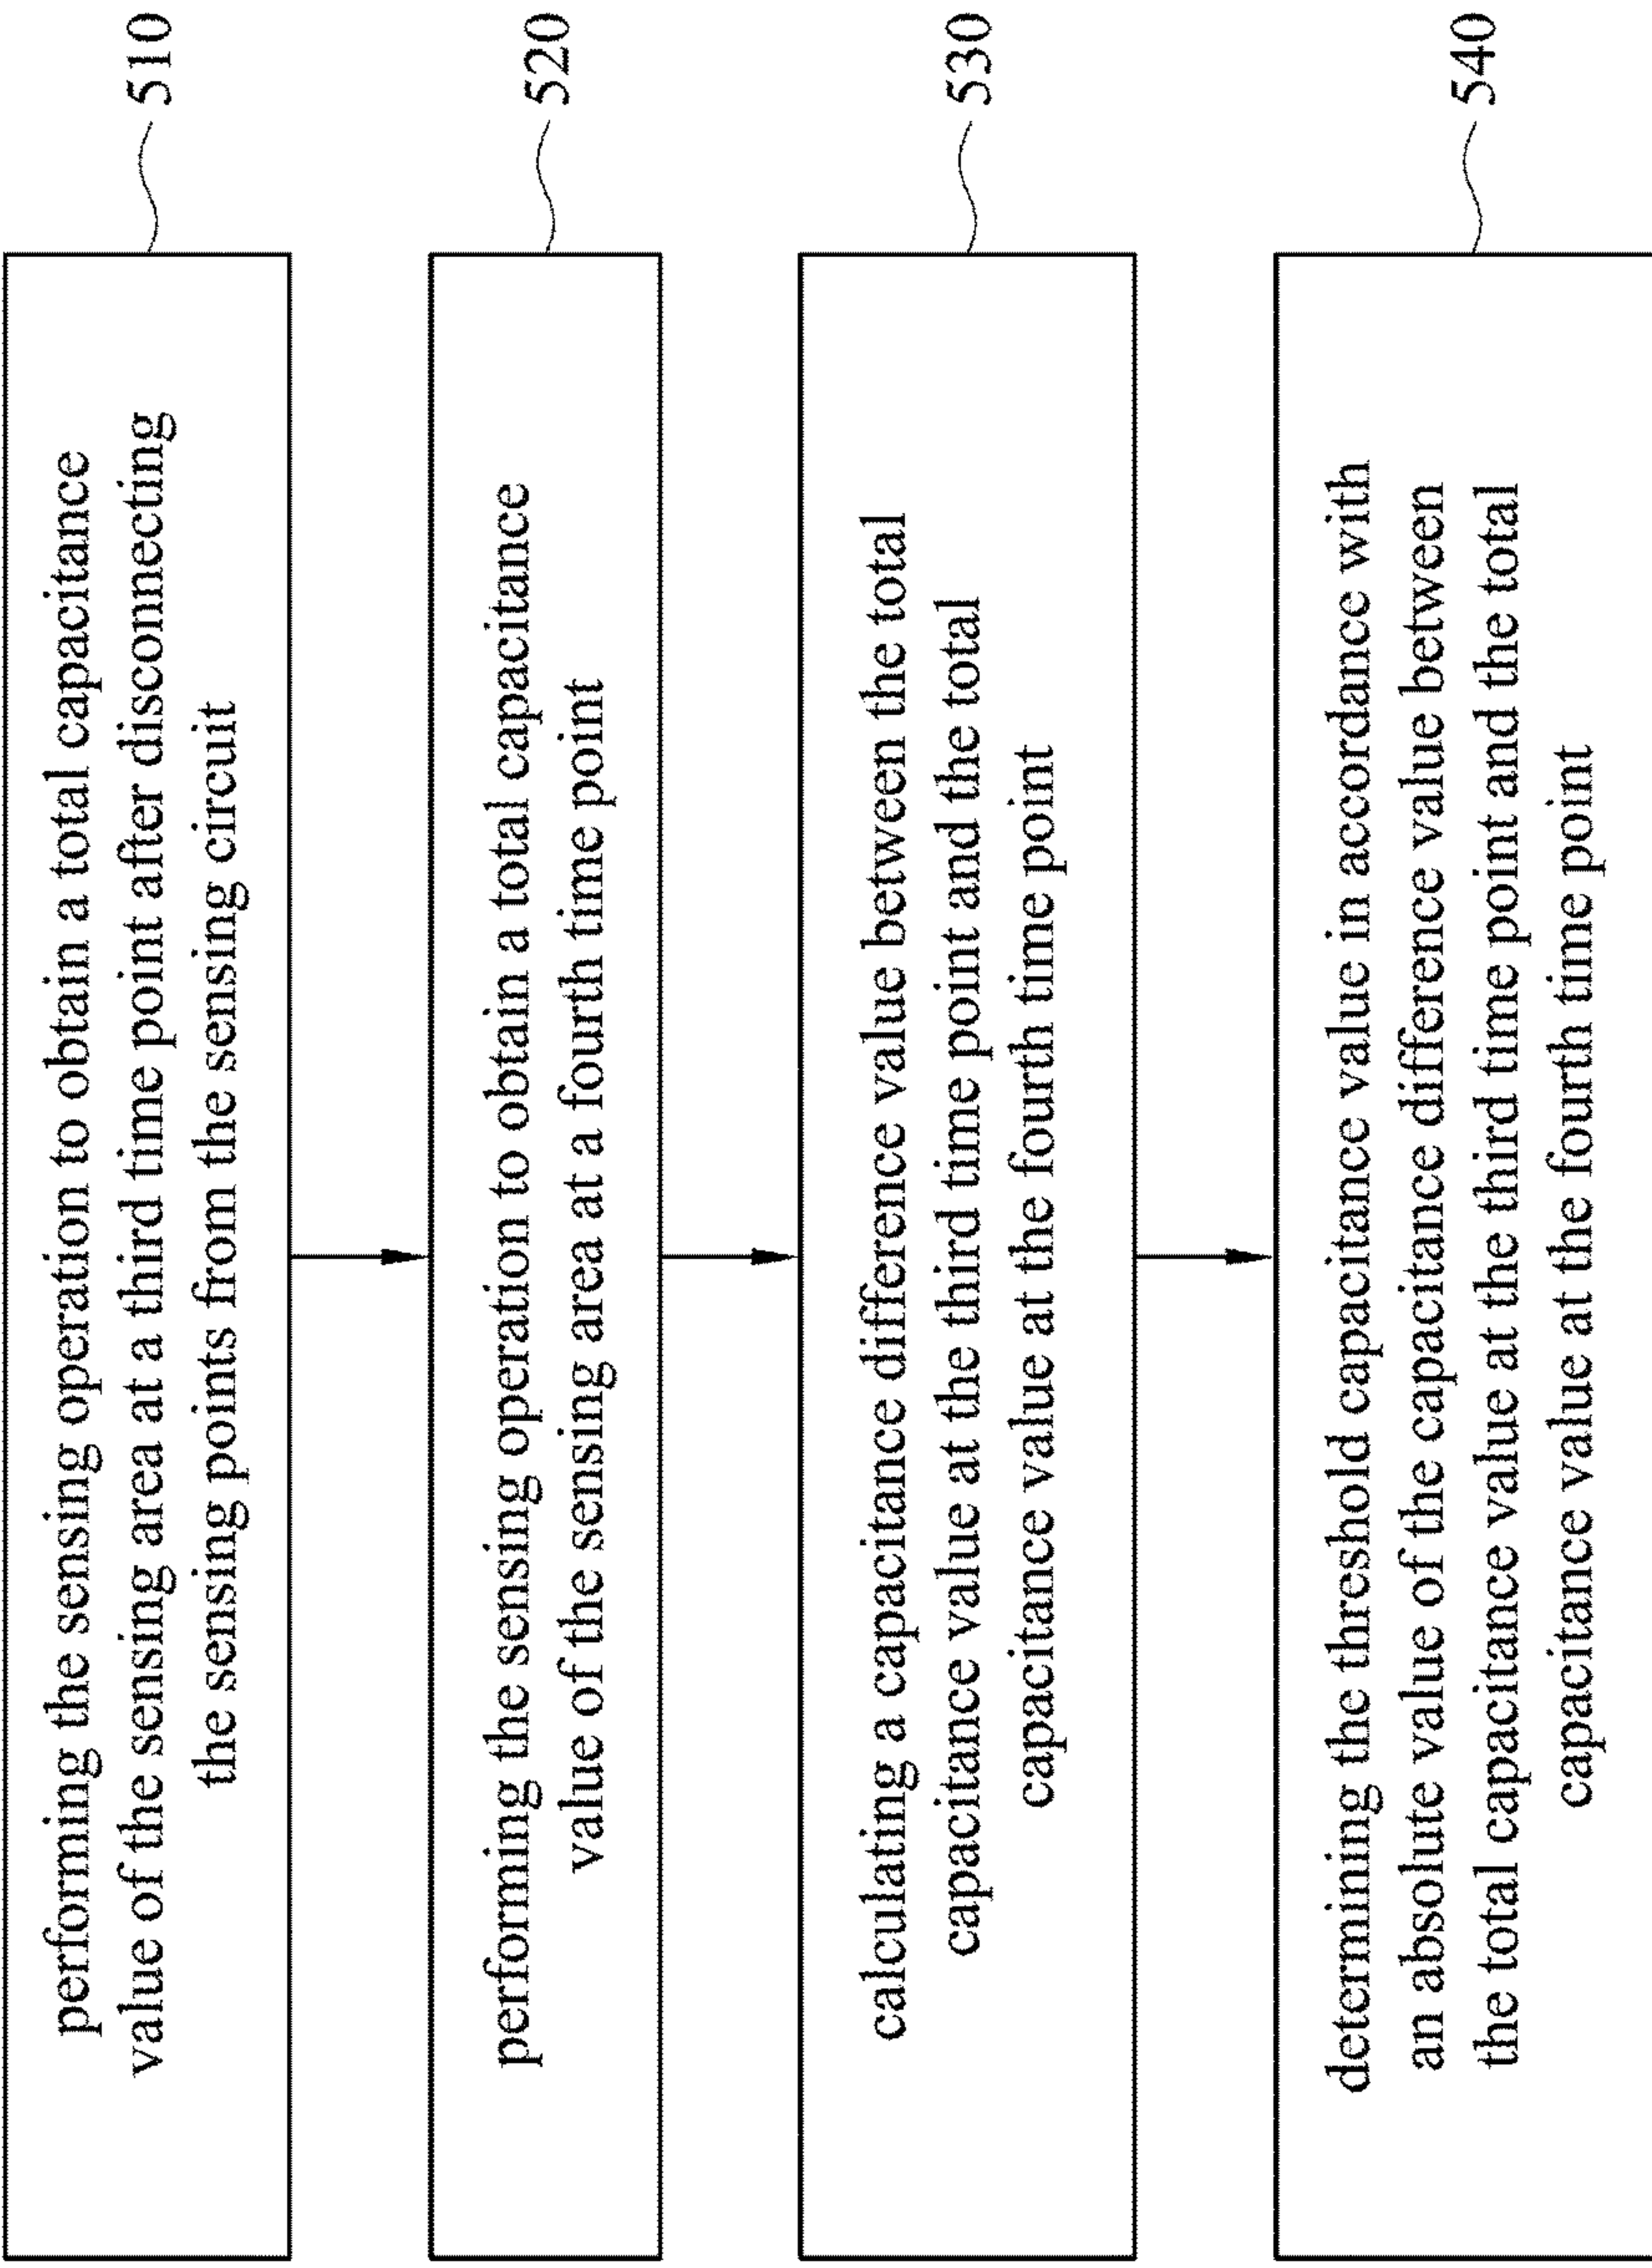 performing the sensing operation to obtain a total capacitance
value of the sensing area at a third time point after disconnecting
the sensing points from the sensing circuit
510
performing the sensing operation to obtain a total capacitance
value of the sensing area at a fourth time point
520
calculating a capacitance difference value between the total
capacitance value at the third time point and the total
capacitance value at the fourth time point
530
determining the threshold capacitance value in accordance with
an absolute value of the capacitance difference value between
the total capacitance value at the third time point and the total
capacitance value at the fourth time point
540